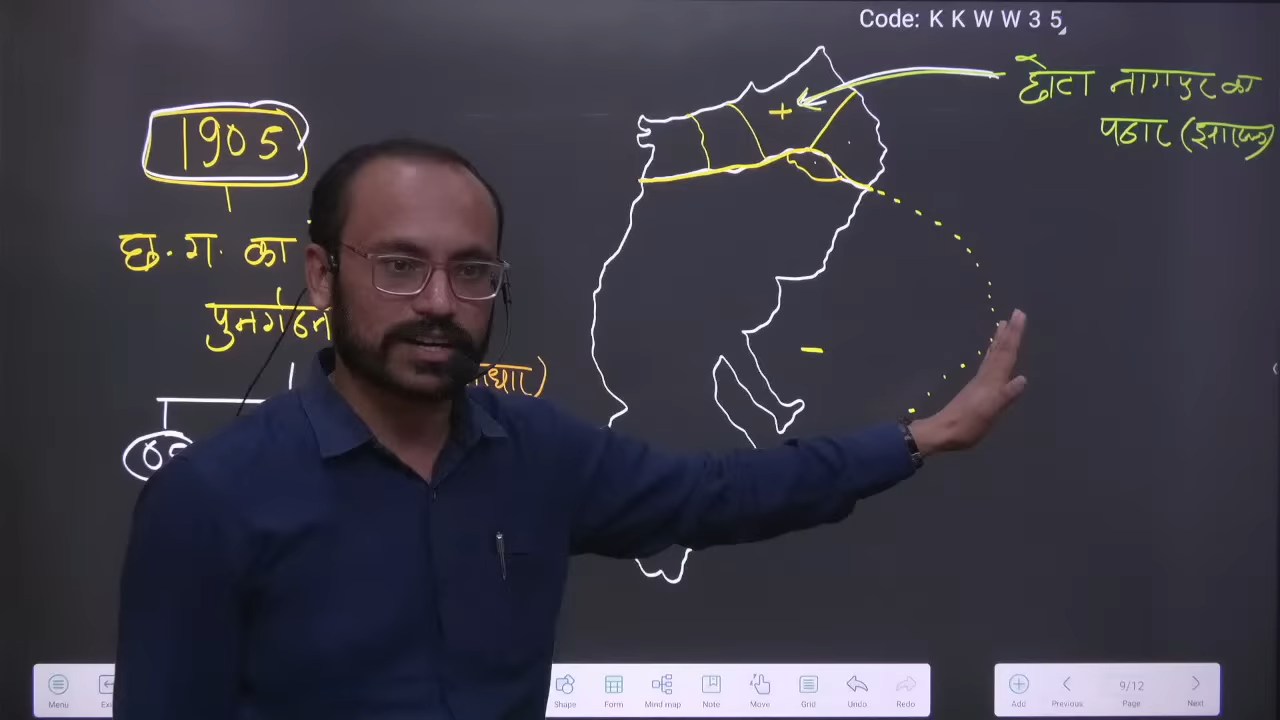 Code: K K W W 3 5
छोटा नागपुर का
पठार (झारखण्ड)
1905
छ. ग. का
पुनर्गठन
+
-
Menu
Shape
Form
Mind map
Note
Move
Grid
Undo
Redo
Add
Previous
9/12
Page
Next